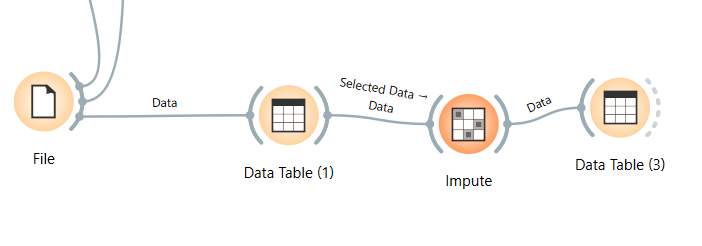 Data
Selected Data →
Data
Data
File
Data Table (1)
Impute
Data Table (3)